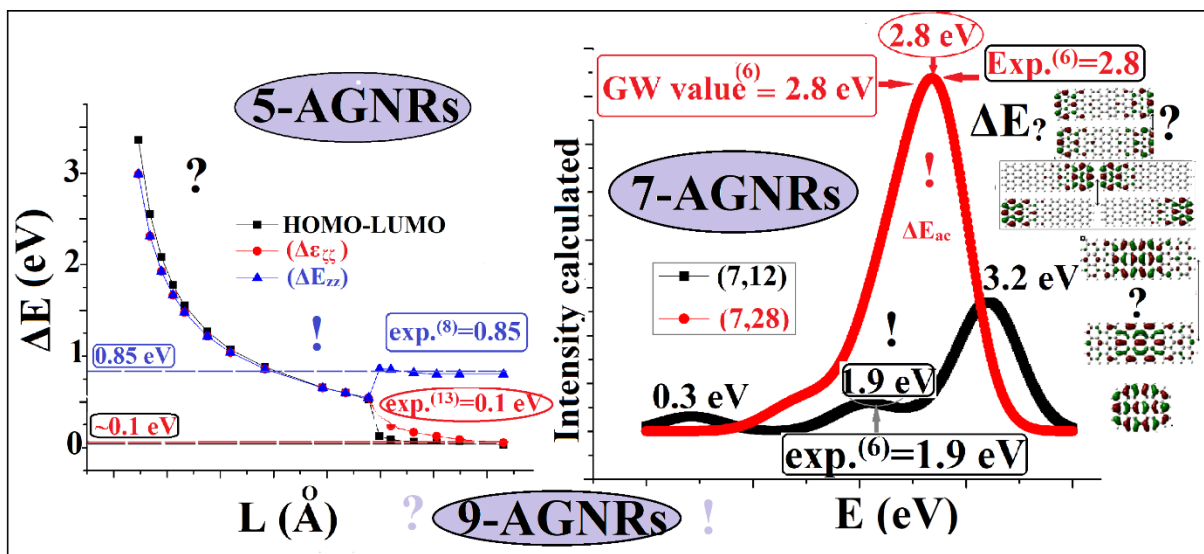 5-AGNRs
?
HOMO-LUMO
(Δεζζ)
(ΔEzz)
ΔE (eV)
3
2
1
0
!
exp.(8)=0.85
0.85 eV
exp.(13)=0.1 eV
~0.1 eV
L (Å)
? 9-AGNRs !
2.8 eV
GW value(6) = 2.8 eV
Exp.(6)=2.8
ΔE?
?
7-AGNRs
!
ΔEac
(7,12)
(7,28)
3.2 eV
!
?
0.3 eV
1.9 eV
exp.(6)=1.9 eV
Intensity calculated
E (eV)